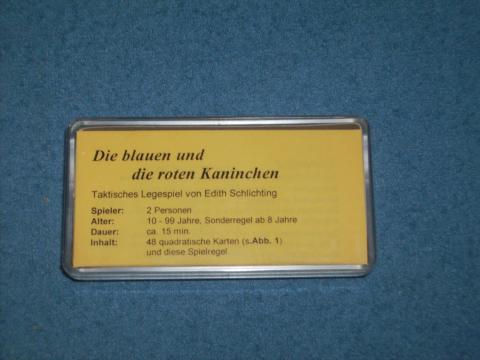 Die blauen und
die roten Kaninchen
Taktisches Legespiel von Edith Schlichting
Spieler: 2 Personen
Alter: 10 - 99 Jahre, Sonderregel ab 8 Jahre
Dauer: ca. 15 min.
Inhalt: 48 quadratische Karten (s.Abb. 1)
und diese Spielregel